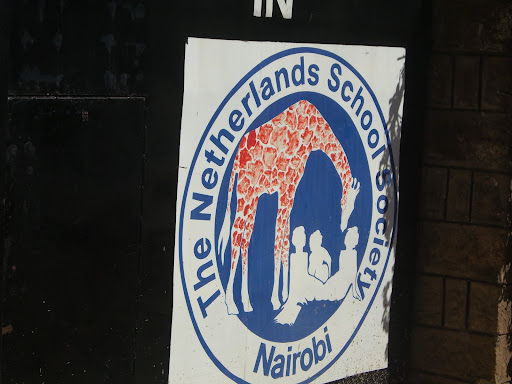 IN
The Netherlands School Society
Nairobi